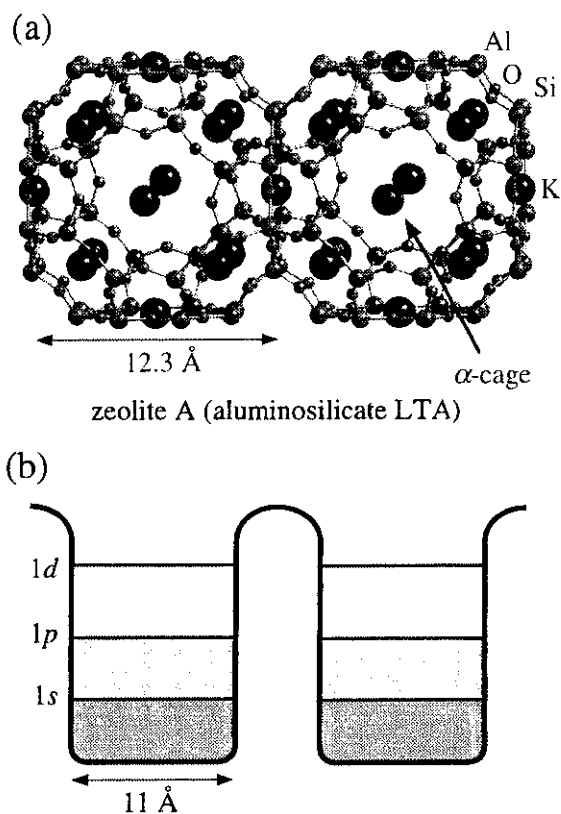 (a)
Al
O
Si
K
12.3 Å
α-cage
zeolite A (aluminosilicate LTA)
(b)
1d
1p
1s
11 Å